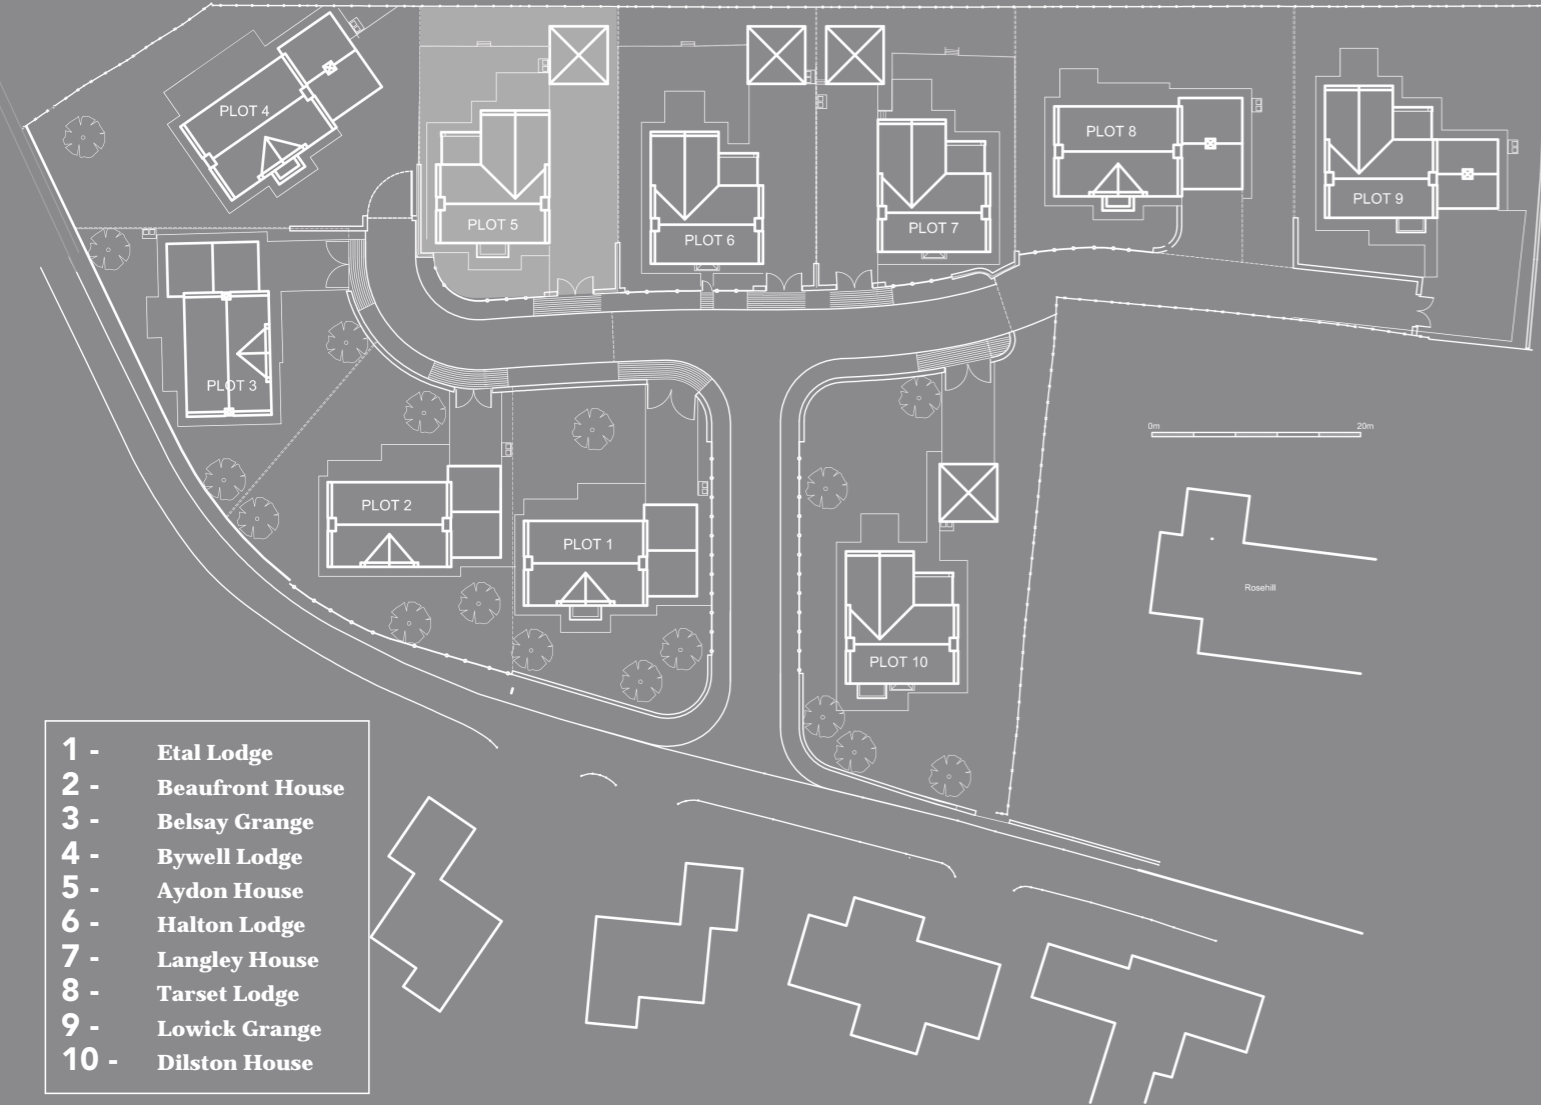 PLOT 4
PLOT 5
PLOT 6
PLOT 7
PLOT 8
PLOT 9
PLOT 3
PLOT 2
PLOT 1
PLOT 10
0m 20m
Rosehill
1 - Etal Lodge
2 - Beaufront House
3 - Belsay Grange
4 - Bywell Lodge
5 - Aydon House
6 - Halton Lodge
7 - Langley House
8 - Tarset Lodge
9 - Lowick Grange
10 - Dilston House